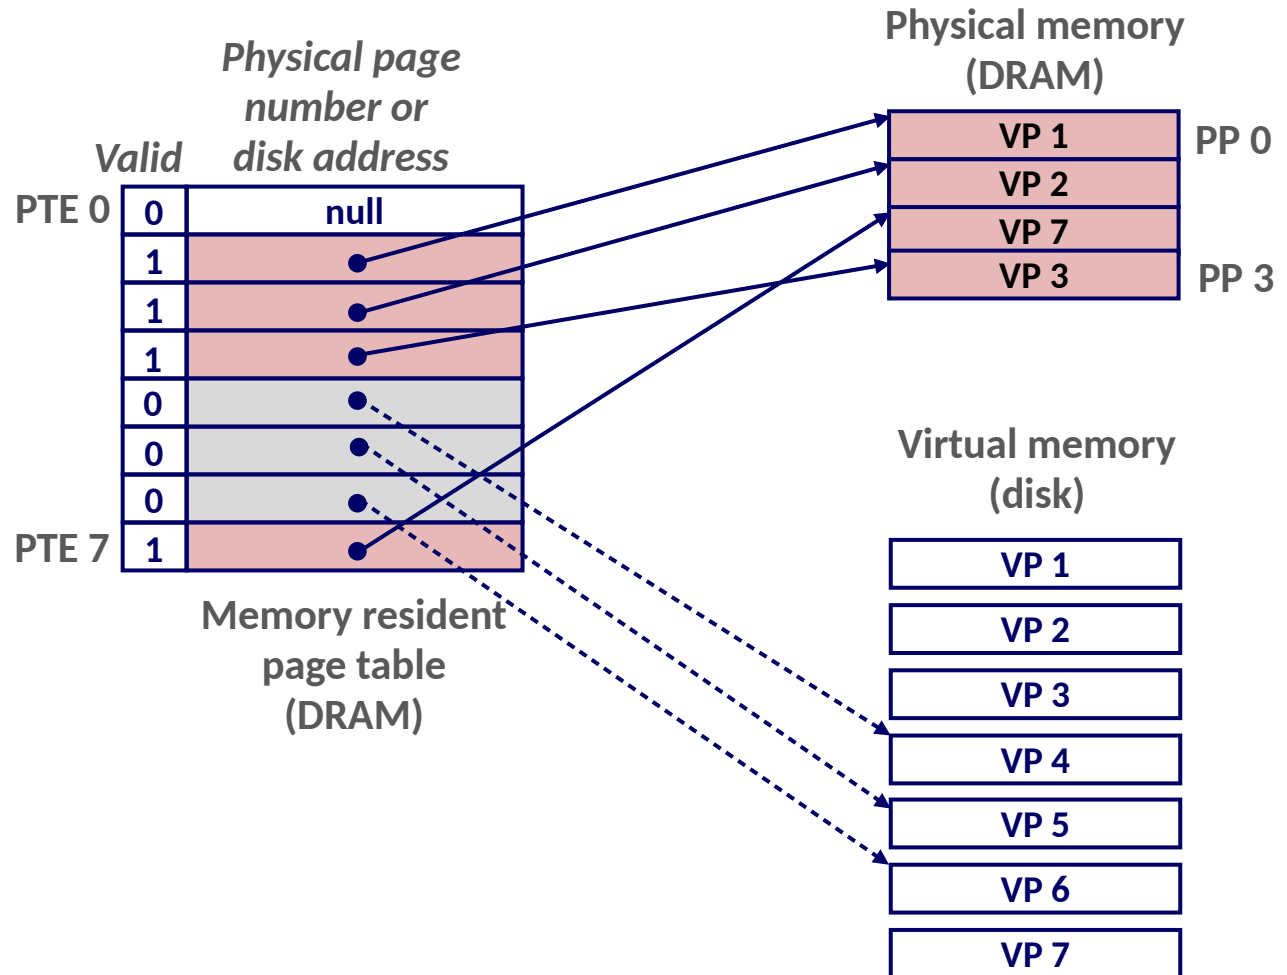 Physical memory
(DRAM)
Physical page
number or
disk address
Valid
VP 1
PP 0
VP 2
VP 7
VP 3
PP 3
PTE 0
0
null
1
1
1
0
0
0
PTE 7
1
Memory resident
page table
(DRAM)
Virtual memory
(disk)
VP 1
VP 2
VP 3
VP 4
VP 5
VP 6
VP 7